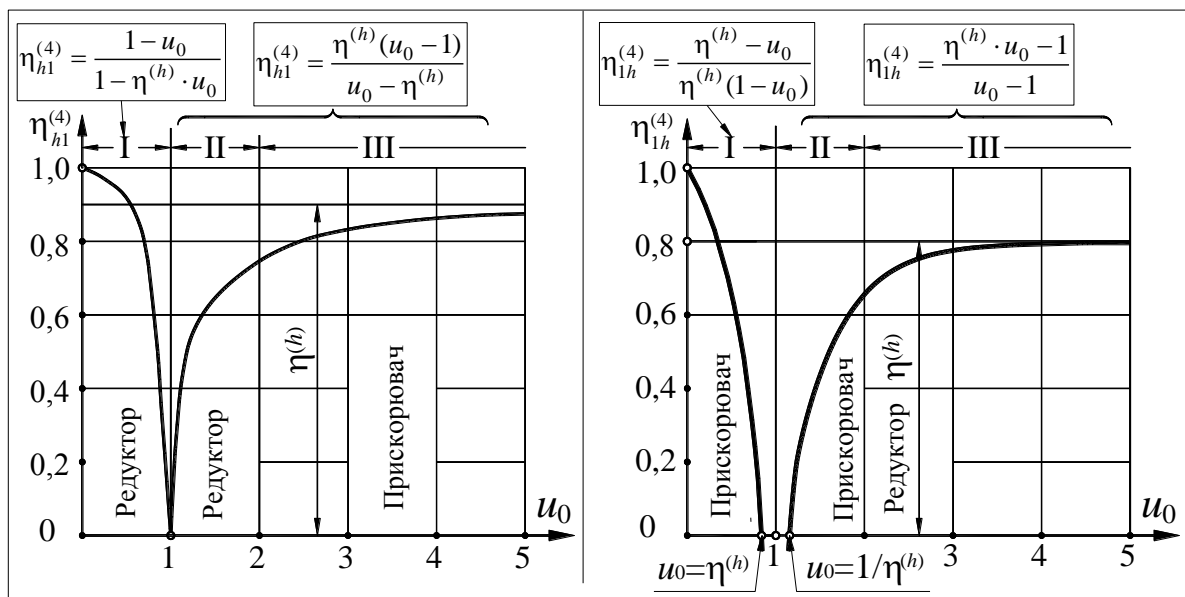 η_{h1}^{(4)} = (1 − u_0) / (1 − η^{(h)} · u_0)
η_{h1}^{(4)} = η^{(h)}(u_0 − 1) / (u_0 − η^{(h)})
η_{h1}^{(4)}
I II III
1,0
0,8
0,6
0,4
0,2
0
Редуктор
Редуктор
η^{(h)}
Прискорювач
u_0
1 2 3 4 5
η_{1h}^{(4)} = (η^{(h)} − u_0) / (η^{(h)}(1 − u_0))
η_{1h}^{(4)} = (η^{(h)} · u_0 − 1) / (u_0 − 1)
η_{1h}^{(4)}
I II III
1,0
0,8
0,6
0,4
0,2
0
Прискорювач
Прискорювач
Редуктор
η^{(h)}
u_0
1 2 3 4 5
u_0=η^{(h)}
u_0=1/η^{(h)}